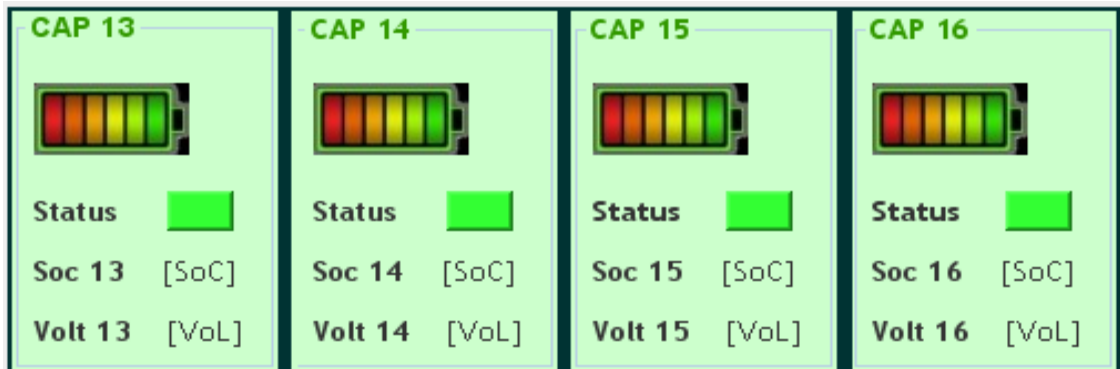 CAP 13
Status
Soc 13 [SoC]
Volt 13 [VoL]
CAP 14
Status
Soc 14 [SoC]
Volt 14 [VoL]
CAP 15
Status
Soc 15 [SoC]
Volt 15 [VoL]
CAP 16
Status
Soc 16 [SoC]
Volt 16 [VoL]